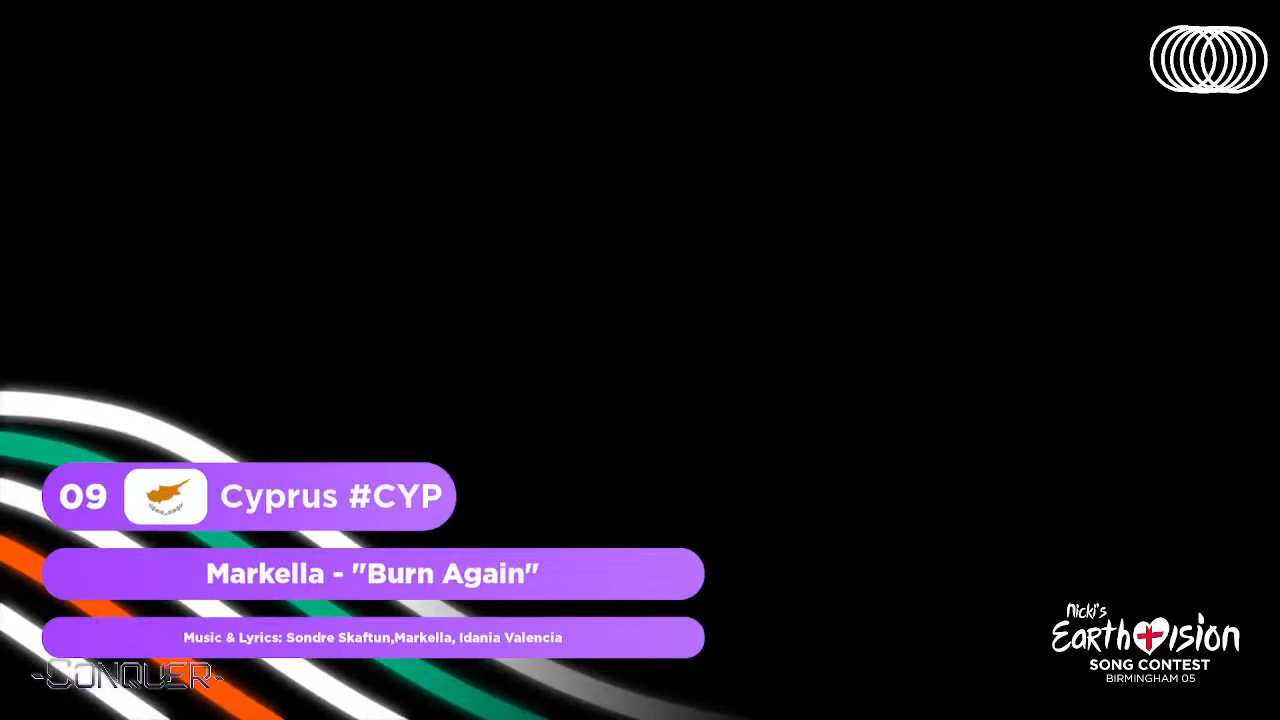 09 Cyprus #CYP
Markella - "Burn Again"
Music & Lyrics: Sondre Skaftun,Markella, Idania Valencia
-CONQUER-
Nicki's
Earthvision
SONG CONTEST
BIRMINGHAM 05